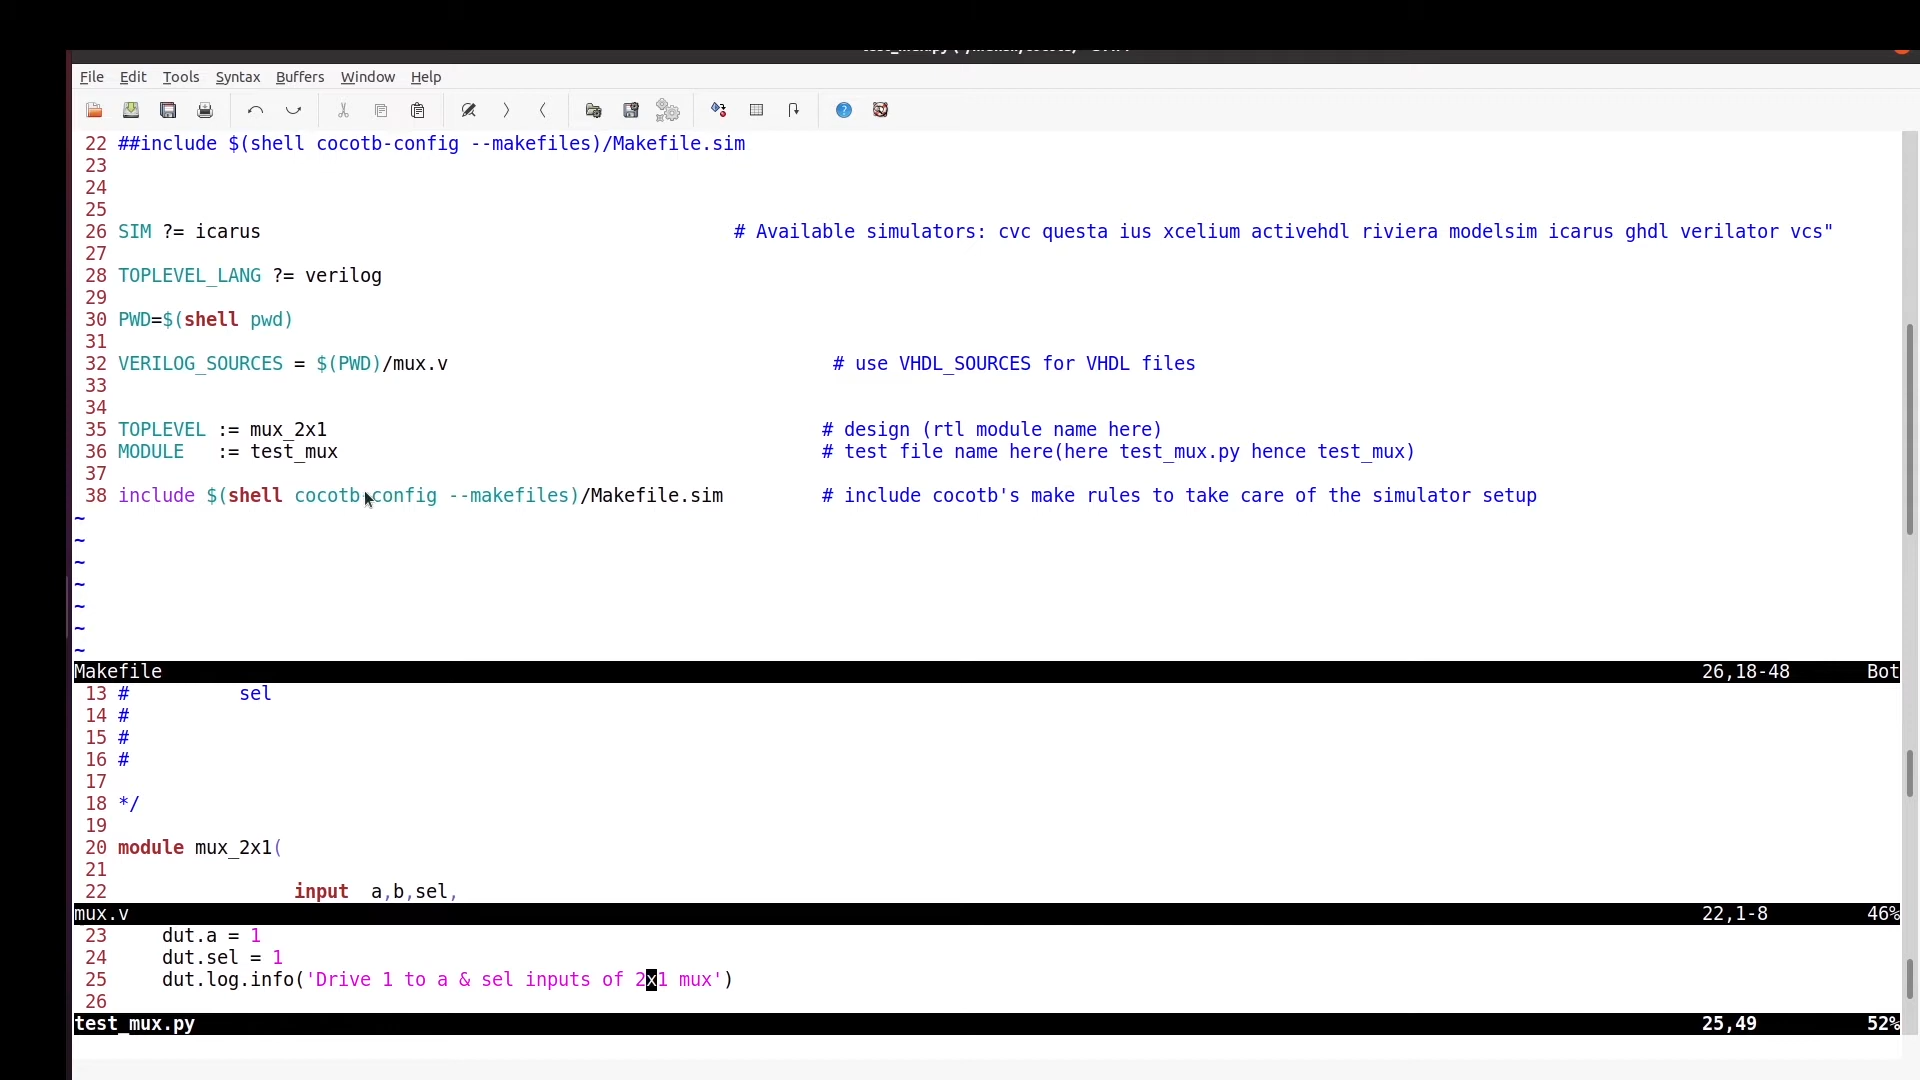 File Edit Tools Syntax Buffers Window Help
22 ##include $(shell cocotb-config --makefiles)/Makefile.sim
23
24
25
26 SIM ?= icarus # Available simulators: cvc questa ius xcelium activehdl riviera modelsim icarus ghdl verilator vcs"
27
28 TOPLEVEL_LANG ?= verilog
29
30 PWD=$(shell pwd)
31
32 VERILOG_SOURCES = $(PWD)/mux.v # use VHDL_SOURCES for VHDL files
33
34
35 TOPLEVEL := mux_2x1 # design (rtl module name here)
36 MODULE := test_mux # test file name here(here test_mux.py hence test_mux)
37
38 include $(shell cocotb-config --makefiles)/Makefile.sim # include cocotb's make rules to take care of the simulator setup
~
~
~
~
~
~
~
Makefile 26,18-48 Bot
13 # sel
14 #
15 #
16 #
17
18 */
19
20 module mux_2x1(
21
22 input a,b,sel,
mux.v 22,1-8 46%
23 dut.a = 1
24 dut.sel = 1
25 dut.log.info('Drive 1 to a & sel inputs of 2x1 mux')
26
test_mux.py 25,49 52%